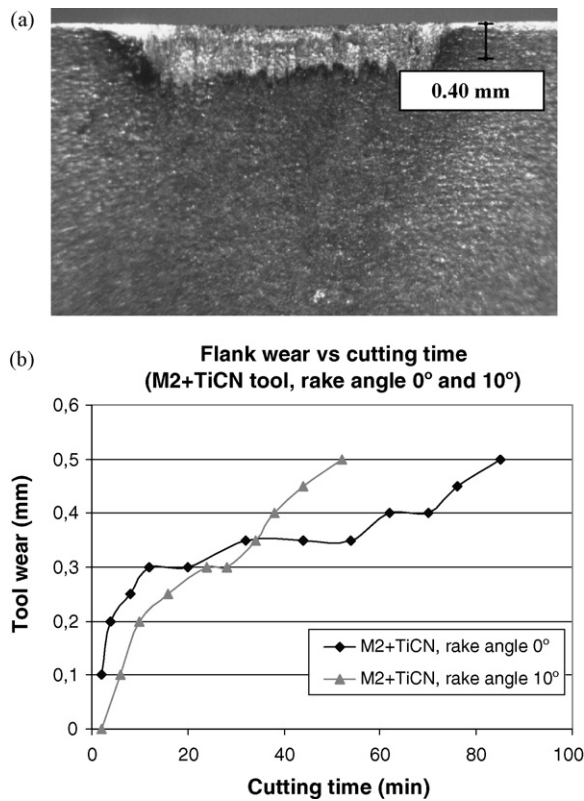 (a)
0.40 mm
(b)
Flank wear vs cutting time
(M2+TiCN tool, rake angle 0º and 10º)
0,6
0,5
0,4
0,3
0,2
0,1
0
Tool wear (mm)
M2+TiCN, rake angle 0º
M2+TiCN, rake angle 10º
0 20 40 60 80 100
Cutting time (min)